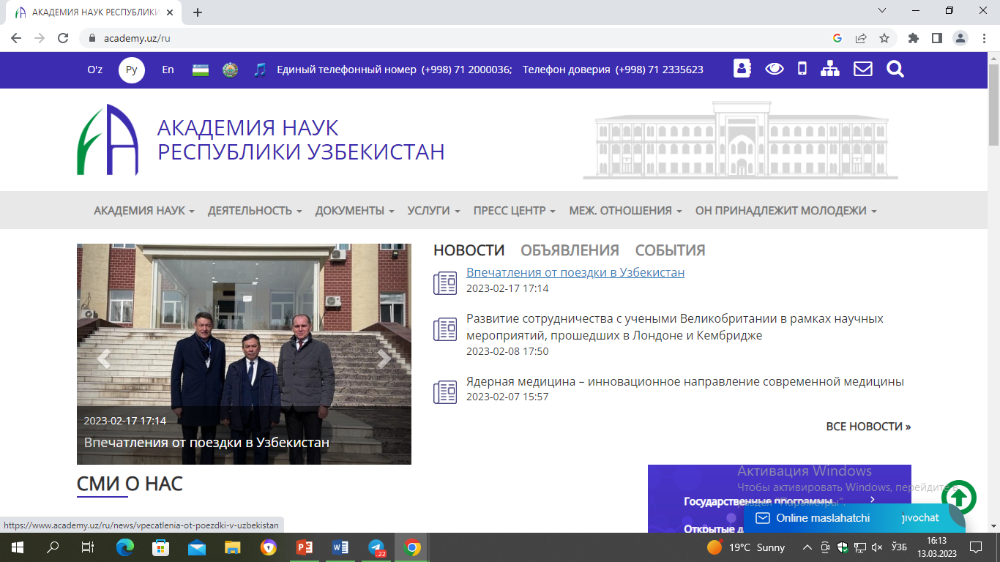 АКАДЕМИЯ НАУК РЕСПУБЛИКИ
academy.uz/ru
O'z Ру En Единый телефонный номер (+998) 71 2000036; Телефон доверия (+998) 71 2335623
АКАДЕМИЯ НАУК
РЕСПУБЛИКИ УЗБЕКИСТАН
АКАДЕМИЯ НАУК ДЕЯТЕЛЬНОСТЬ ДОКУМЕНТЫ УСЛУГИ ПРЕСС ЦЕНТР МЕЖ. ОТНОШЕНИЯ ОН ПРИНАДЛЕЖИТ МОЛОДЕЖИ
НОВОСТИ ОБЪЯВЛЕНИЯ СОБЫТИЯ
Впечатления от поездки в Узбекистан
2023-02-17 17:14
Развитие сотрудничества с учеными Великобритании в рамках научных
мероприятий, прошедших в Лондоне и Кембридже
2023-02-08 17:50
Ядерная медицина – инновационное направление современной медицины
2023-02-07 15:57
ВСЕ НОВОСТИ »
2023-02-17 17:14
Впечатления от поездки в Узбекистан
СМИ О НАС
Активация Windows
Чтобы активировать Windows, перейдите в
раздел "Параметры".
Государственные программы
Открытые д
Online maslahatchi jivochat
https://www.academy.uz/ru/news/vpecatlenia-ot-poezdki-v-uzbekistan
22
19°C Sunny
ЎЗБ
16:13
13.03.2023